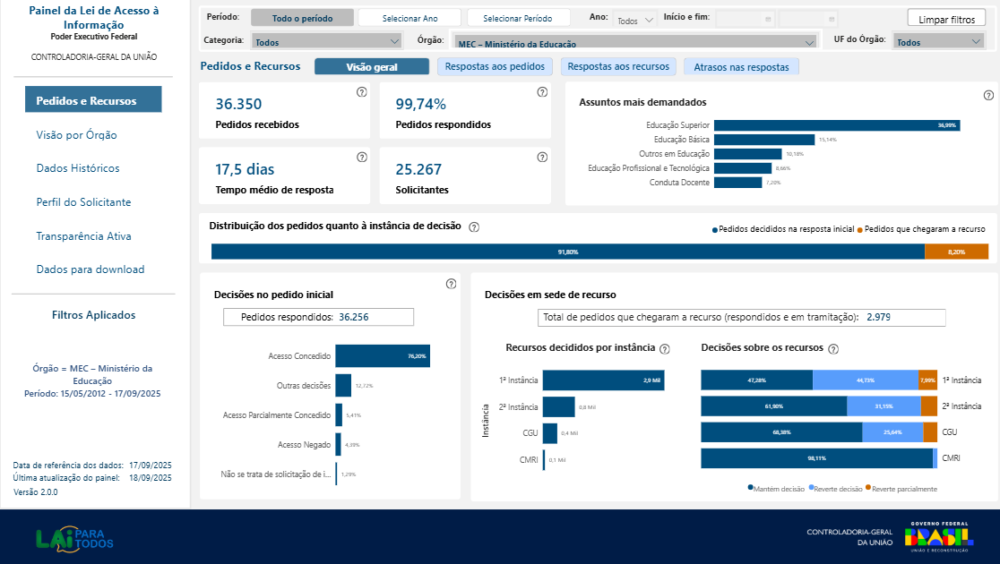 Painel da Lei de Acesso à
Informação
Poder Executivo Federal
CONTROLADORIA-GERAL DA UNIÃO
Pedidos e Recursos
Visão por Órgão
Dados Históricos
Perfil do Solicitante
Transparência Ativa
Dados para download
Filtros Aplicados
Órgão = MEC – Ministério da
Educação
Período: 15/05/2012 - 17/09/2025
Data de referência dos dados: 17/09/2025
Última atualização do painel: 18/09/2025
Versão 2.0.0
Período: Todo o período Selecionar Ano Selecionar Período Ano: Todos Início e fim: Limpar filtros
Categoria: Todos Órgão: MEC – Ministério da Educação UF do Órgão: Todos
Pedidos e Recursos Visão geral Respostas aos pedidos Respostas aos recursos Atrasos nas respostas
36.350
Pedidos recebidos
99,74%
Pedidos respondidos
17,5 dias
Tempo médio de resposta
25.267
Solicitantes
Assuntos mais demandados
Educação Superior 36,99%
Educação Básica 15,14%
Outros em Educação 10,18%
Educação Profissional e Tecnológica 8,66%
Conduta Docente 7,20%
Distribuição dos pedidos quanto à instância de decisão
Pedidos decididos na resposta inicial Pedidos que chegaram a recurso
91,80% 8,20%
Decisões no pedido inicial
Pedidos respondidos: 36.256
Acesso Concedido 76,20%
Outras decisões 12,72%
Acesso Parcialmente Concedido 5,41%
Acesso Negado 4,39%
Não se trata de solicitação de i... 1,29%
Decisões em sede de recurso
Total de pedidos que chegaram a recurso (respondidos e em tramitação): 2.979
Recursos decididos por instância
Instância
1ª Instância 2,9 Mil
2ª Instância 0,8 Mil
CGU 0,4 Mil
CMRI 0,1 Mil
Decisões sobre os recursos
47,28% 44,73% 7,99% 1ª Instância
61,90% 31,15% 2ª Instância
68,38% 25,64% CGU
98,11% CMRI
Mantém decisão Reverte decisão Reverte parcialmente
LAi PARA
TODOS
CONTROLADORIA-GERAL
DA UNIÃO
GOVERNO FEDERAL
BRASIL
UNIÃO E RECONSTRUÇÃO